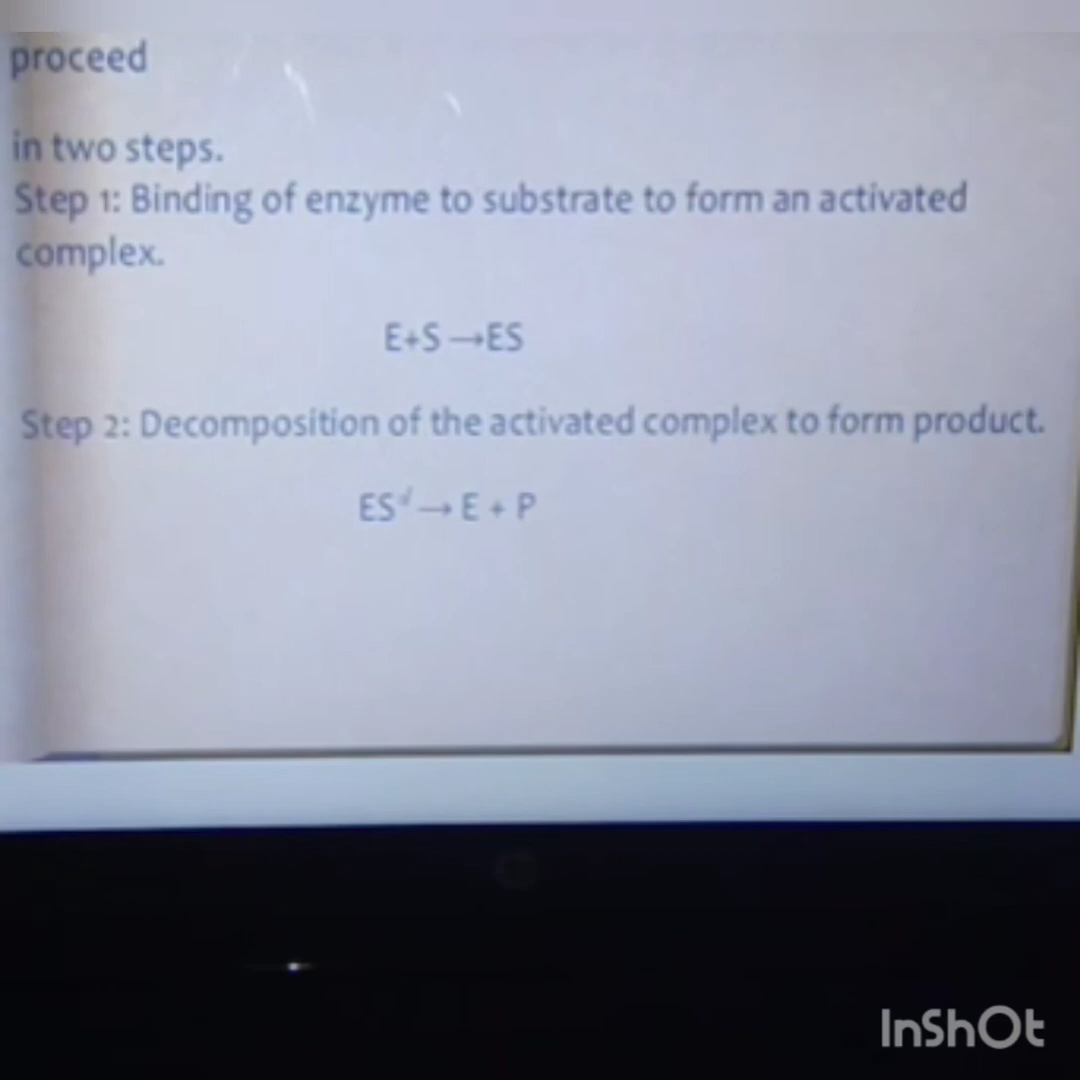 proceed
in two steps.
Step 1: Binding of enzyme to substrate to form an activated
complex.
E+S →ES
Step 2: Decomposition of the activated complex to form product.
ES → E + P
InShOt